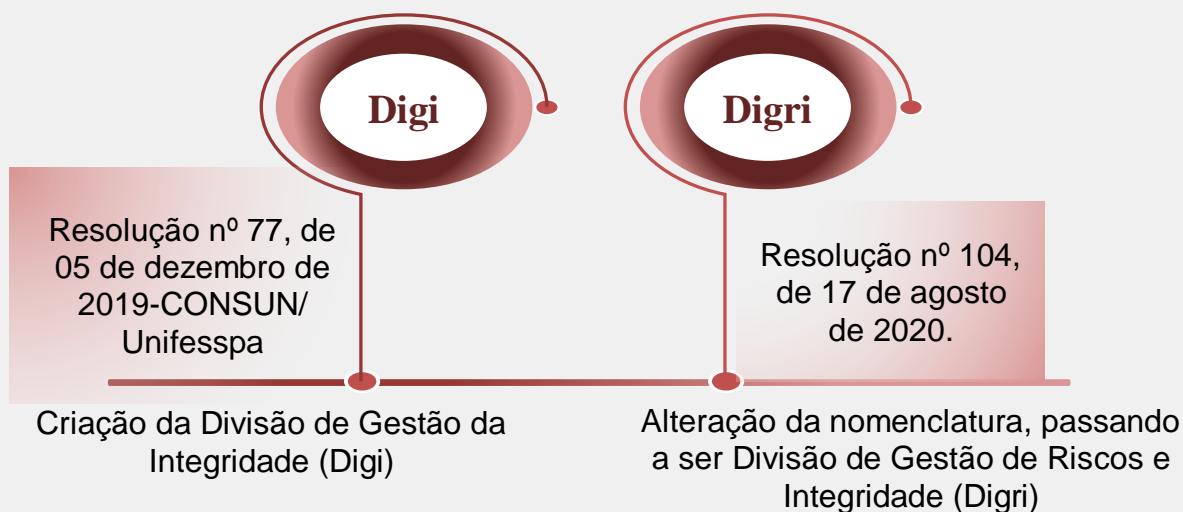 Digi
Resolução nº 77, de
05 de dezembro de
2019-CONSUN/
Unifesspa
Criação da Divisão de Gestão da
Integridade (Digi)
Digri
Resolução nº 104,
de 17 de agosto
de 2020.
Alteração da nomenclatura, passando
a ser Divisão de Gestão de Riscos e
Integridade (Digri)